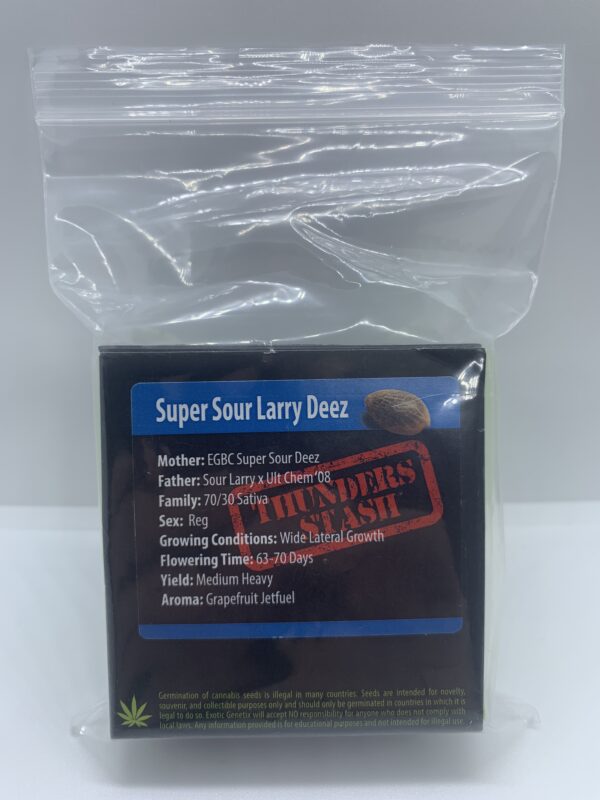 Super Sour Larry Deez
Mother: EGBC Super Sour Deez
Father: Sour Larry x Ult Chem '08
Family: 70/30 Sativa
Sex: Reg
Growing Conditions: Wide Lateral Growth
Flowering Time: 63-70 Days
Yield: Medium Heavy
Aroma: Grapefruit Jetfuel
THUNDERS
STASH
Germination of cannabis seeds is illegal in many countries. Seeds are intended for novelty,
souvenir, and collectible purposes only and should only be germinated in countries in which it is
legal to do so. Exotic Genetix will accept NO responsibility for anyone who does not comply with
local laws. Any information provided is for educational purposes and not intended for illegal use.